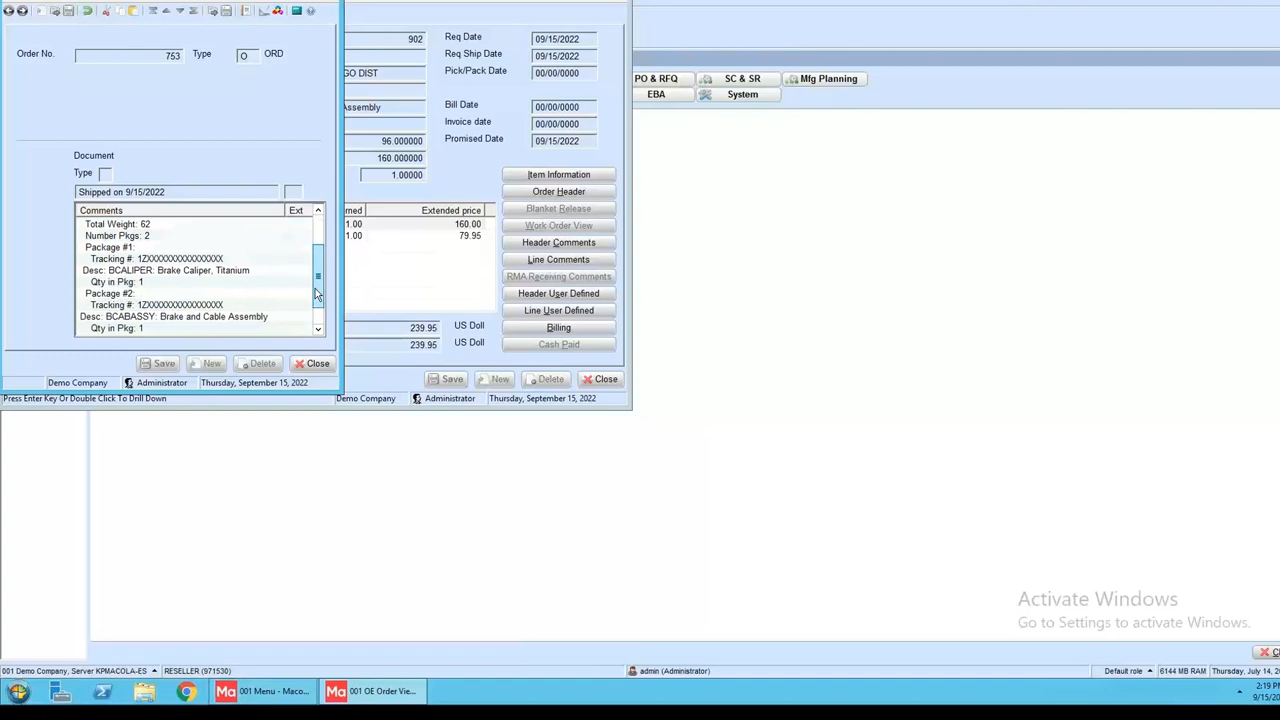 Order No. 753 Type O ORD
Document
Type
Shipped on 9/15/2022
Comments Ext
Total Weight: 62
Number Pkgs: 2
Package #1:
Tracking #: 1ZXXXXXXXXXXXXXXXX
Desc: BCALIPER: Brake Caliper, Titanium
Qty in Pkg: 1
Package #2:
Tracking #: 1ZXXXXXXXXXXXXXXXX
Desc: BCABASSY: Brake and Cable Assembly
Qty in Pkg: 1
Save New Delete Close
Demo Company Administrator Thursday, September 15, 2022
902 Req Date 09/15/2022
Req Ship Date 09/15/2022
GO DIST Pick/Pack Date 00/00/0000
Assembly Bill Date 00/00/0000
Invoice date 00/00/0000
96.000000 Promised Date 09/15/2022
160.000000
1.00000
Item Information
Order Header
Blanket Release
Work Order View
Header Comments
Line Comments
RMA Receiving Comments
Header User Defined
Line User Defined
Billing
Cash Paid
rned Extended price
1.00 160.00
1.00 79.95
239.95 US Doll
239.95 US Doll
Save New Delete Close
Press Enter Key Or Double Click To Drill Down Demo Company Administrator Thursday, September 15, 2022
PO & RFQ SC & SR Mfg Planning
EBA System
Activate Windows
Go to Settings to activate Windows.
001 Demo Company, Server KPMACOLA-ES RESELLER (971530) admin (Administrator) Default role 6144 MB RAM Thursday, July 14, 2
Ma 001 Menu - Maco... Ma 001 OE Order Vie... 2:19 PM
9/15/202